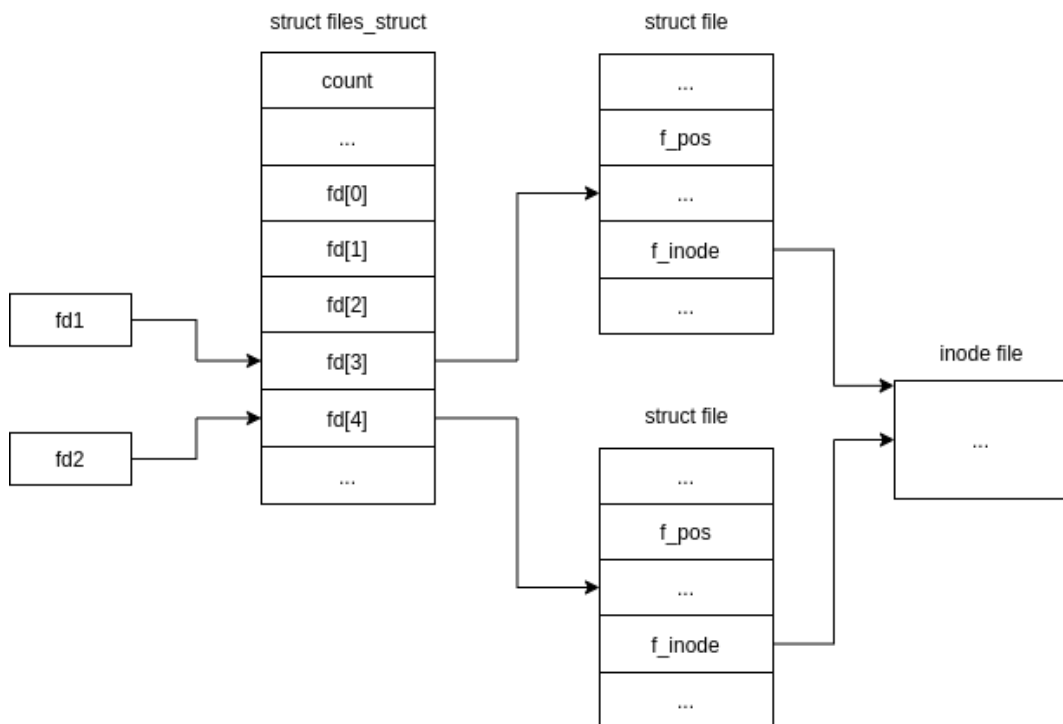 struct files_struct
count
...
fd[0]
fd[1]
fd[2]
fd[3]
fd[4]
...
fd1
fd2
struct file
...
f_pos
...
f_inode
...
struct file
...
f_pos
...
f_inode
...
inode file
...